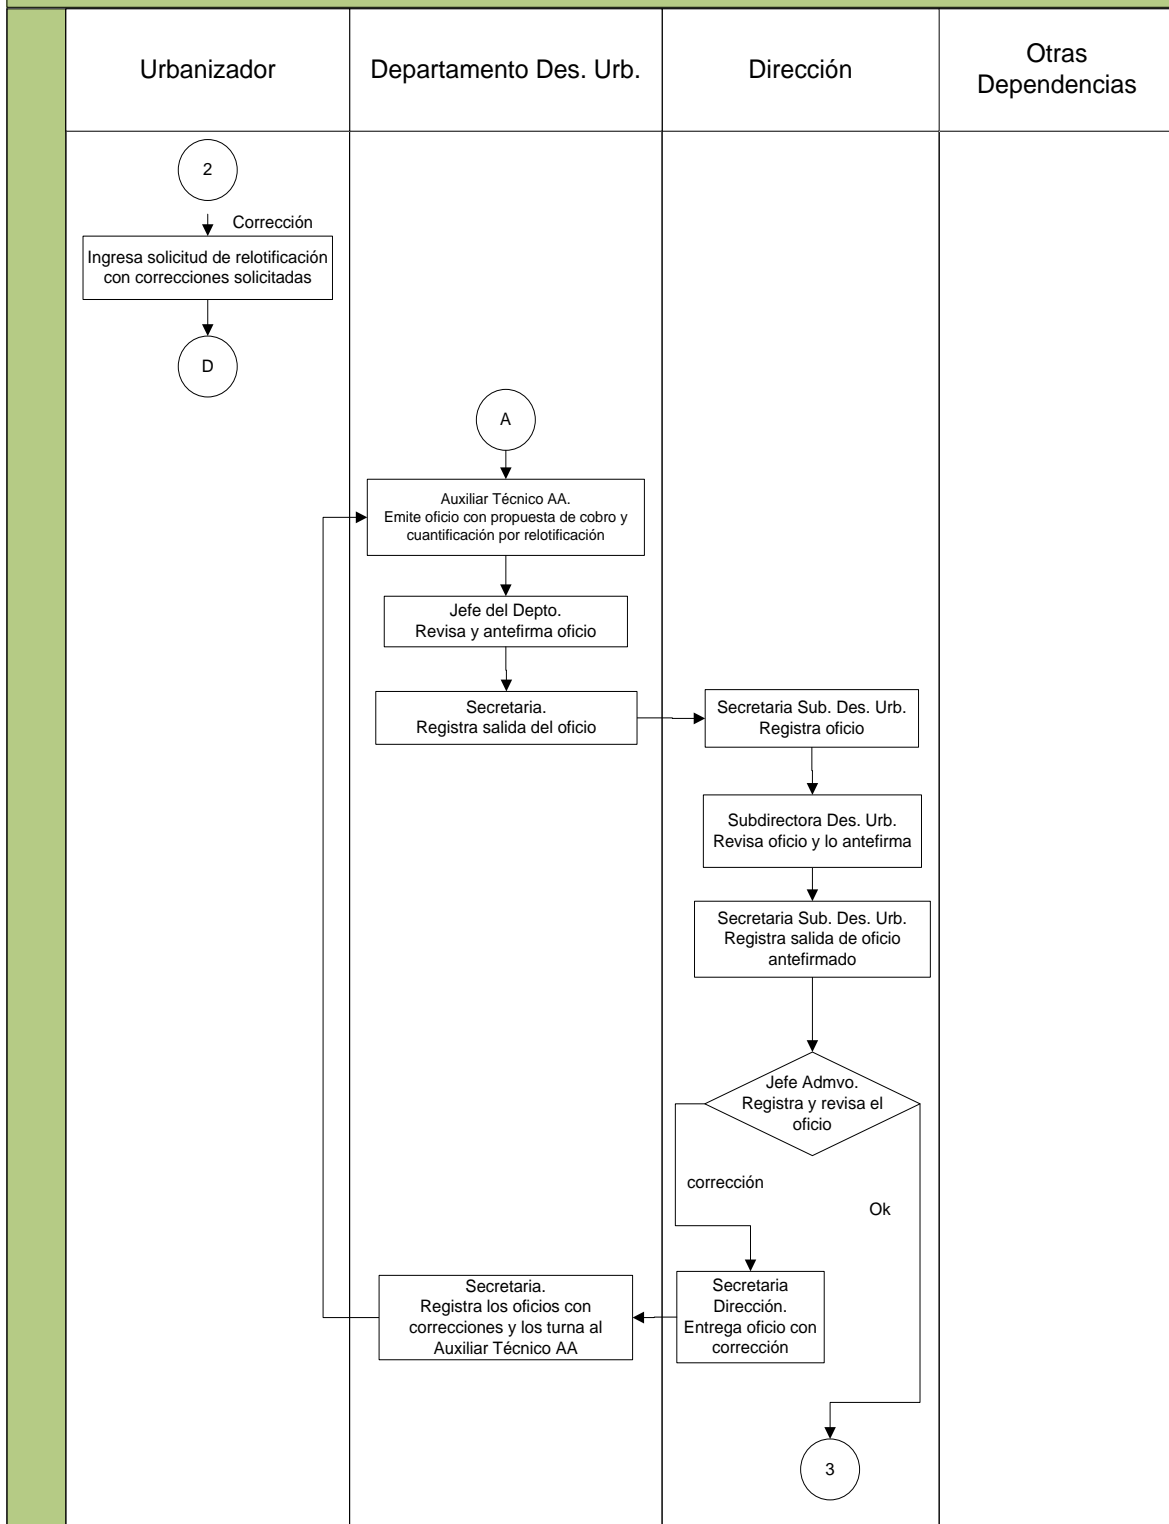 Urbanizador
Departamento Des. Urb.
Dirección
Otras
Dependencias
2
Corrección
Ingresa solicitud de relotificación
con correcciones solicitadas
D
A
Auxiliar Técnico AA.
Emite oficio con propuesta de cobro y
cuantificación por relotificación
Jefe del Depto.
Revisa y antefirma oficio
Secretaria.
Registra salida del oficio
Secretaria Sub. Des. Urb.
Registra oficio
Subdirectora Des. Urb.
Revisa oficio y lo antefirma
Secretaria Sub. Des. Urb.
Registra salida de oficio
antefirmado
Jefe Admvo.
Registra y revisa el
oficio
corrección
Ok
Secretaria
Dirección.
Entrega oficio con
corrección
Secretaria.
Registra los oficios con
correcciones y los turna al
Auxiliar Técnico AA
3